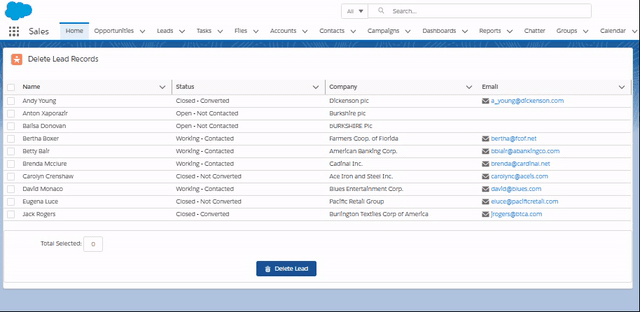 All Search...
Sales Home Opportunities Leads Tasks Files Accounts Contacts Campaigns Dashboards Reports Chatter Groups Calendar
Delete Lead Records
Name Status Company Email
Andy Young Closed - Converted Dickenson plc a_young@dickenson.com
Anton Xaporazir Open - Not Contacted Burkshire plc
Balisa Donovan Open - Not Contacted bURKSHIRE Plc
Bertha Boxer Working - Contacted Farmers Coop. of Florida bertha@fcof.net
Betty Bair Working - Contacted American Banking Corp. bblair@abankingco.com
Brenda Mcclure Working - Contacted Cadinal Inc. brenda@cardinal.net
Carolyn Crenshaw Closed - Not Converted Ace Iron and Steel Inc. carolync@aceis.com
David Monaco Working - Contacted Blues Entertainment Corp. david@blues.com
Eugena Luce Closed - Not Converted Pacific Retail Group eluce@pacificretail.com
Jack Rogers Closed - Converted Burlington Textiles Corp of America jrogers@btca.com
Total Selected: 0
Delete Lead